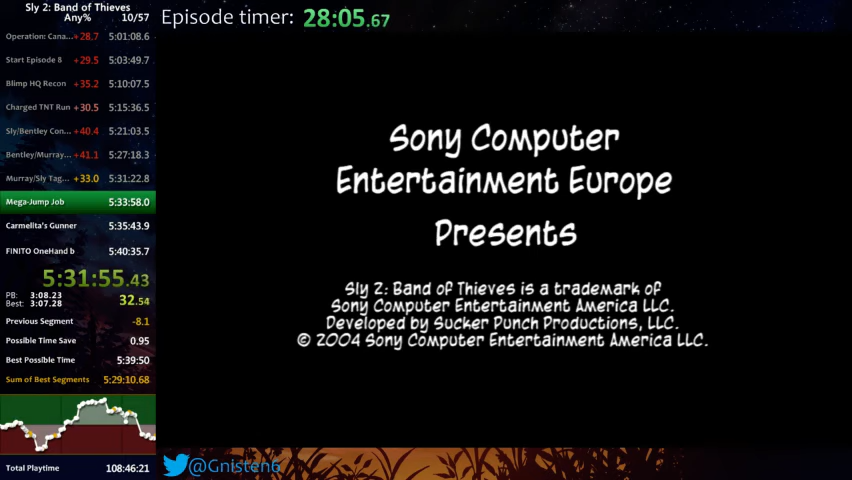 Sly 2: Band of Thieves
Any% 10/57
Episode timer: 28:05.67
Operation: Cana... +28.7 5:01:08.6
Start Episode 8 +29.5 5:03:49.7
Blimp HQ Recon +35.2 5:10:07.5
Charged TNT Run +30.5 5:15:36.5
Sly/Bentley Con... +40.4 5:21:03.5
Bentley/Murray... +41.1 5:27:18.3
Murray/Sly Tag... +33.0 5:31:22.8
Mega-Jump Job 5:33:58.0
Carmelita's Gunner 5:35:43.9
FINITO OneHand b 5:40:35.7
5:31:55.43
PB: 3:08.23
Best: 3:07.28
32.54
Previous Segment -8.1
Possible Time Save 0.95
Best Possible Time 5:39:50
Sum of Best Segments 5:29:10.68
Total Playtime 108:46:21
Sony Computer
Entertainment Europe
Presents
Sly 2: Band of Thieves is a trademark of
Sony Computer Entertainment America LLC.
Developed by Sucker Punch Productions, LLC.
© 2004 Sony Computer Entertainment America LLC.
@Gnisten6